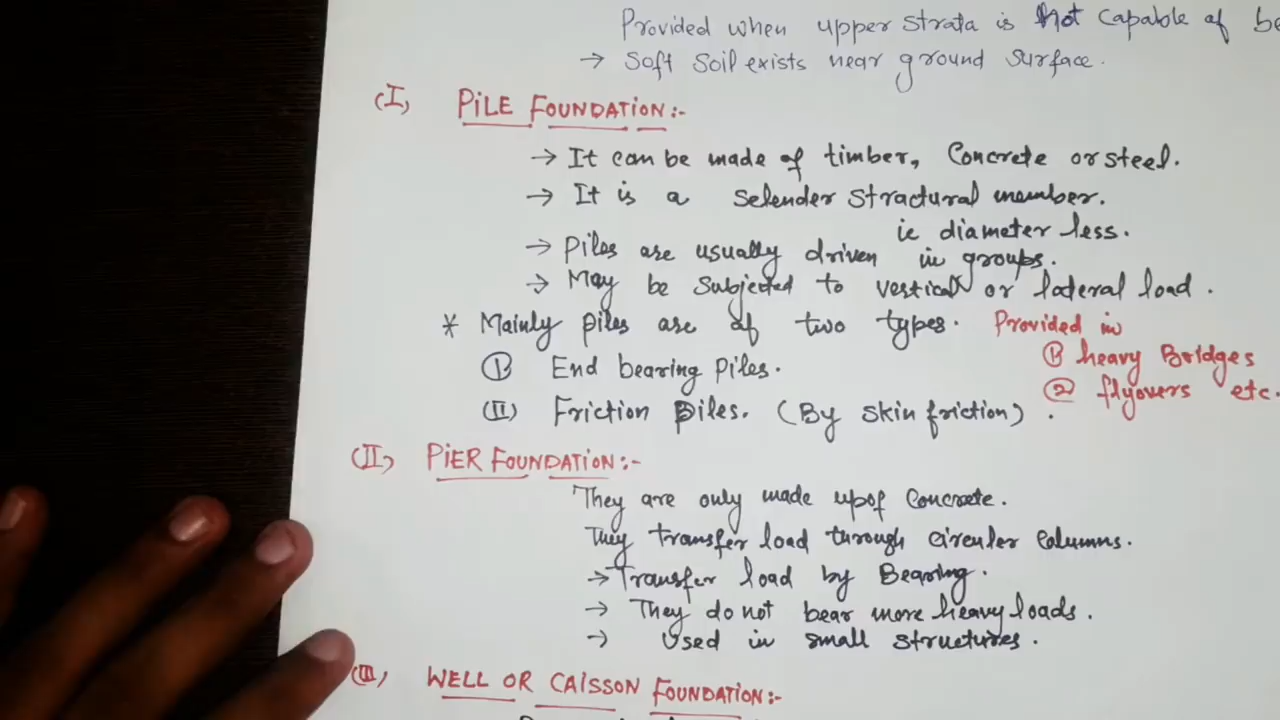 Provided when upper strata is not capable of be
→ Soft soil exists near ground surface.
(I) PILE FOUNDATION:-
→ It can be made of timber, Concrete or steel.
→ It is a Selender Stractural member.
ie diameter less.
→ Piles are usually driven in groups.
→ May be Subjected to vertical or lateral load.
* Mainly piles are of two types.
Provided in
① heavy Bridges
② flyovers etc.
(I) End bearing Piles.
(II) Friction Piles. (By skin friction).
(II) PIER FOUNDATION:-
They are only made upof Concrete.
They transfer load through circuler Columns.
→ Transfer load by Bearing.
→ They do not bear more heavy loads.
→ Used in small structures.
(III) WELL OR CAISSON FOUNDATION:-